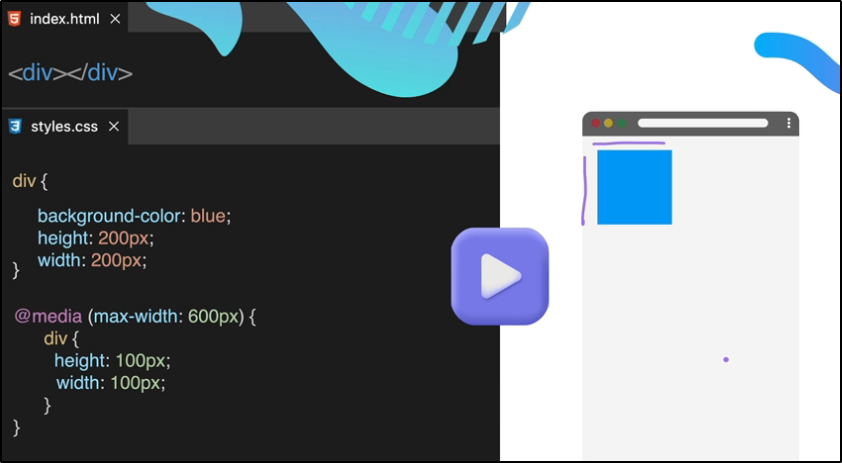 index.html ×
<div></div>
styles.css ×
div {
background-color: blue;
height: 200px;
width: 200px;
}
@media (max-width: 600px) {
div {
height: 100px;
width: 100px;
}
}